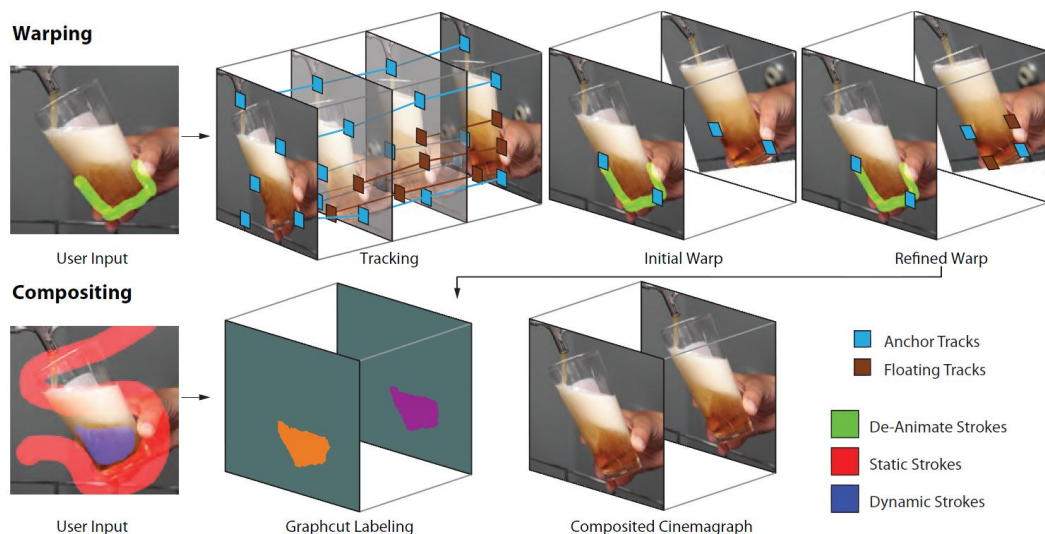 Warping
User Input
Tracking
Initial Warp
Refined Warp
Compositing
Anchor Tracks
Floating Tracks
De-Animate Strokes
Static Strokes
Dynamic Strokes
User Input
Graphcut Labeling
Composited Cinemagraph